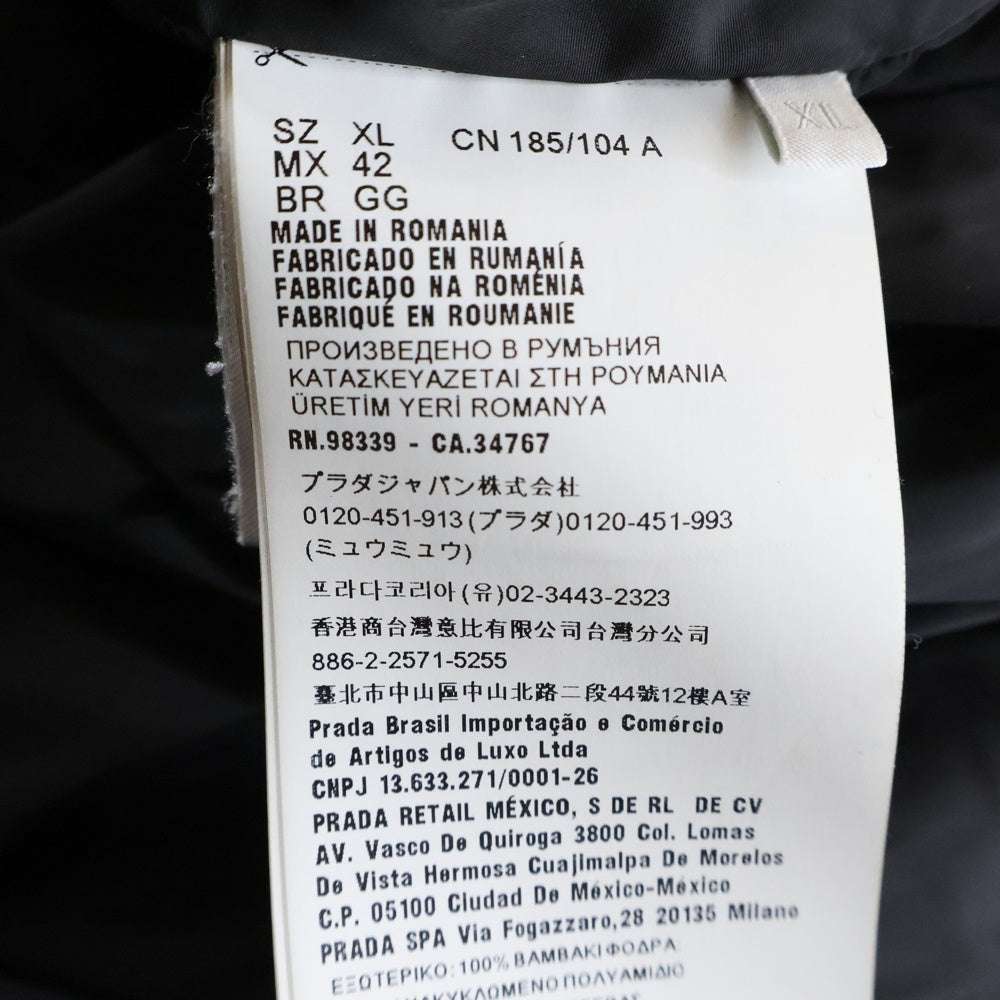 SZ XL CN 185/104 A
XL
MX 42
BR GG
MADE IN ROMANIA
FABRICADO EN RUMANÍA
FABRICADO NA ROMÉNIA
FABRIQUÉ EN ROUMANIE
ПРОИЗВЕДЕНО В РУМЪНИЯ
ΚΑΤΑΣΚΕΥΑΖΕΤΑΙ ΣΤΗ ΡΟΥΜΑΝΙΑ
ÜRETİM YERİ ROMANYA
RN.98339 - CA.34767
プラダジャパン株式会社
0120-451-913(プラダ)0120-451-993
(ミュウミュウ)
프라다코리아(유)02-3443-2323
香港商台灣意比有限公司台灣分公司
886-2-2571-5255
臺北市中山區中山北路二段44號12樓A室
Prada Brasil Importação e Comércio
de Artigos de Luxo Ltda
CNPJ 13.633.271/0001-26
PRADA RETAIL MÉXICO, S DE RL DE CV
AV. Vasco De Quiroga 3800 Col. Lomas
De Vista Hermosa Cuajimalpa De Morelos
C.P. 05100 Ciudad De México-México
PRADA SPA Via Fogazzaro,28 20135 Milano
ΕΞΩΤΕΡΙΚΟ: 100% ΒΑΜΒΑΚΙ ΦΟΔΡΑ:
ΠΟΛΥΑΜΙΔΙΟ